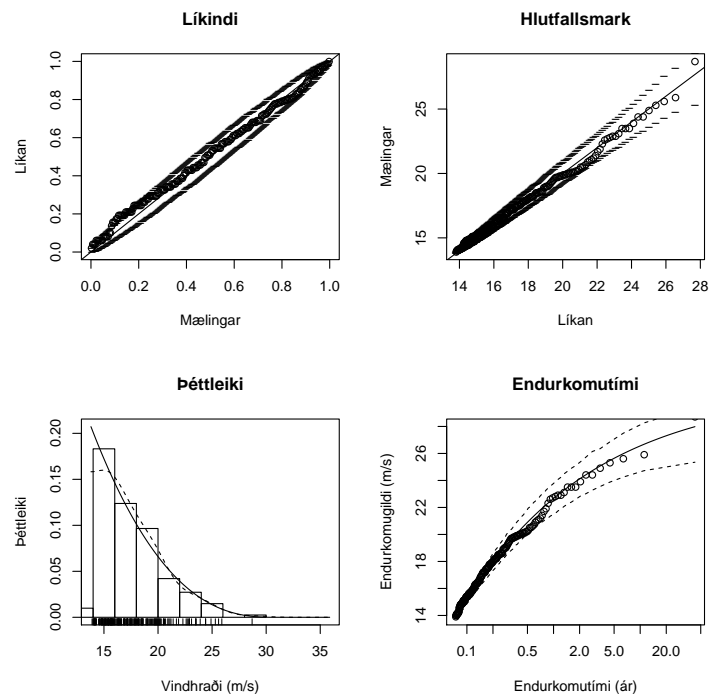 Líkindi
Líkan
0.0 0.2 0.4 0.6 0.8 1.0
0.0 0.2 0.4 0.6 0.8 1.0
Mælingar
Hlutfallsmark
Mælingar
15 20 25
14 16 18 20 22 24 26 28
Líkan
Þéttleiki
Þéttleiki
0.00 0.05 0.10 0.15 0.20
15 20 25 30 35
Vindhraði (m/s)
Endurkomutími
Endurkomugildi (m/s)
14 18 22 26
0.1 0.5 2.0 5.0 20.0
Endurkomutími (ár)